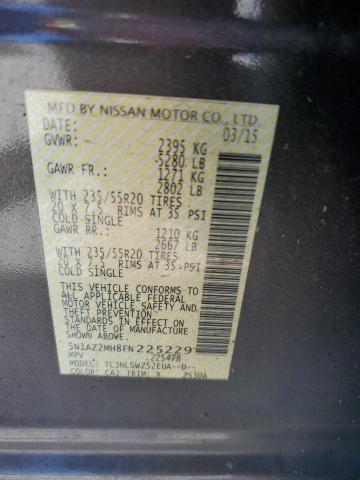 MFD BY NISSAN MOTOR CO., LTD.
DATE: 03/15
GVWR: 2395 KG
5280 LB
GAWR FR.: 1271 KG
2802 LB
WITH 235/55R20 TIRES
20 X 7.5 RIMS AT 35 PSI
COLD SINGLE
GAWR RR.: 1210 KG
2667 LB
WITH 235/55R20 TIRES
20 X 7.5 RIMS AT 35 PSI
COLD SINGLE
THIS VEHICLE CONFORMS TO
ALL APPLICABLE FEDERAL
MOTOR VEHICLE SAFETY AND
THEFT PREVENTION
STANDARDS IN EFFECT ON
THE DATE OF MANUFACTURE
SHOWN ABOVE.
5N1AZ2MH8FN225229
MPV 225478
MODEL: TLJNLSWZ52EUA--D--
COLOR: CAJ TRIM: X 2530A